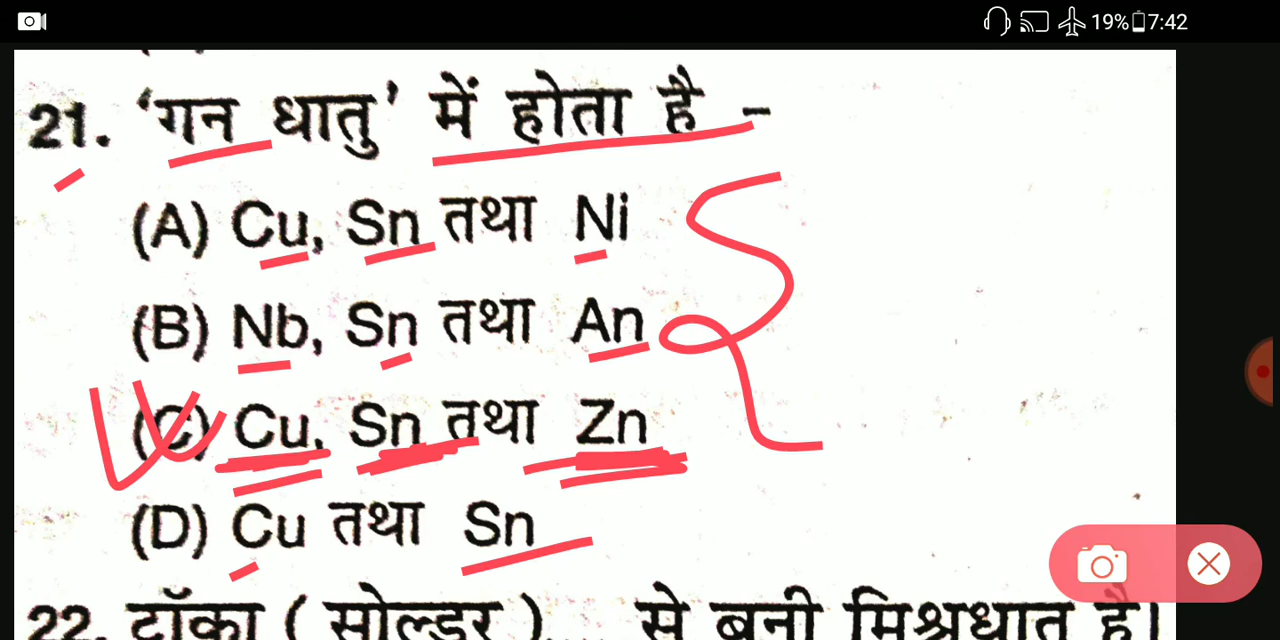 19% 7:42
21. ‘गन धातु’ में होता है –
(A) Cu, Sn तथा Ni
(B) Nb, Sn तथा An
(C) Cu, Sn तथा Zn
(D) Cu तथा Sn
22. टाँका ( सोल्डर )... से बनी मिश्रधातु है।